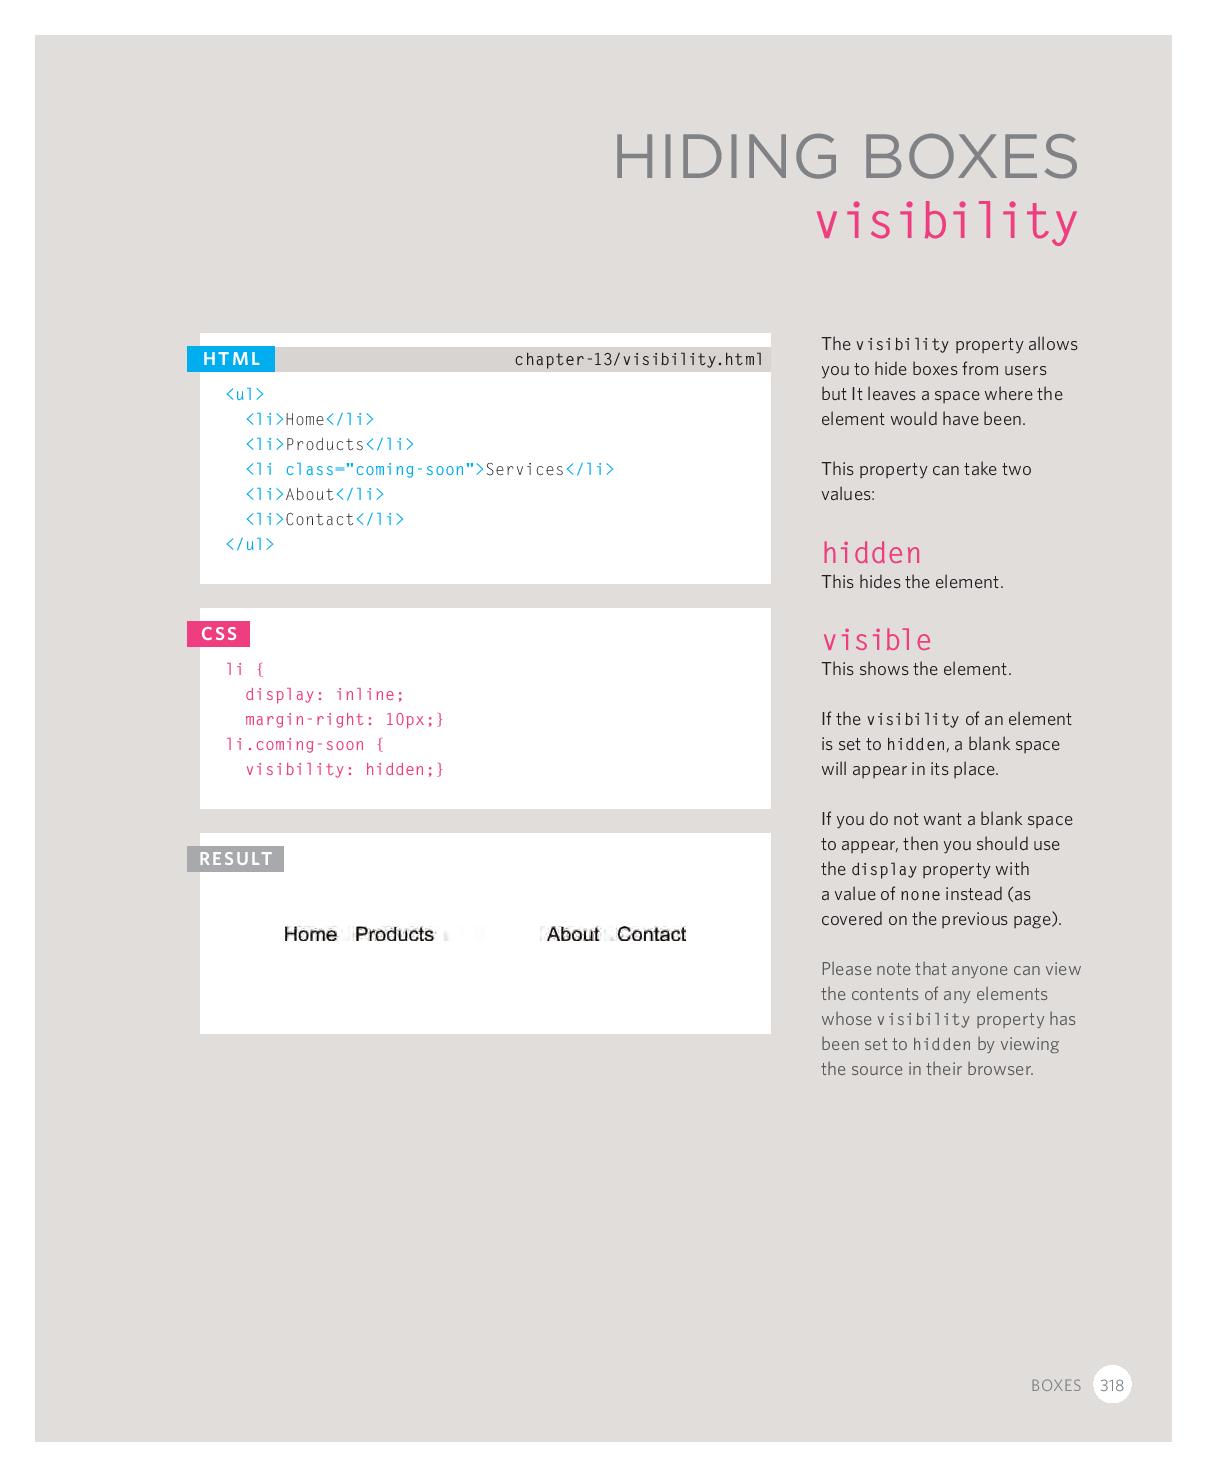 HIDING BOXES
visibility
HTML
chapter-13/visibility.html
<ul>
  <li>Home</li>
  <li>Products</li>
  <li class="coming-soon">Services</li>
  <li>About</li>
  <li>Contact</li>
</ul>
CSS
li {
  display: inline;
  margin-right: 10px;}
li.coming-soon {
  visibility: hidden;}
RESULT
Home Products About Contact
The visibility property allows
you to hide boxes from users
but It leaves a space where the
element would have been.
This property can take two
values:
hidden
This hides the element.
visible
This shows the element.
If the visibility of an element
is set to hidden, a blank space
will appear in its place.
If you do not want a blank space
to appear, then you should use
the display property with
a value of none instead (as
covered on the previous page).
Please note that anyone can view
the contents of any elements
whose visibility property has
been set to hidden by viewing
the source in their browser.
BOXES 318